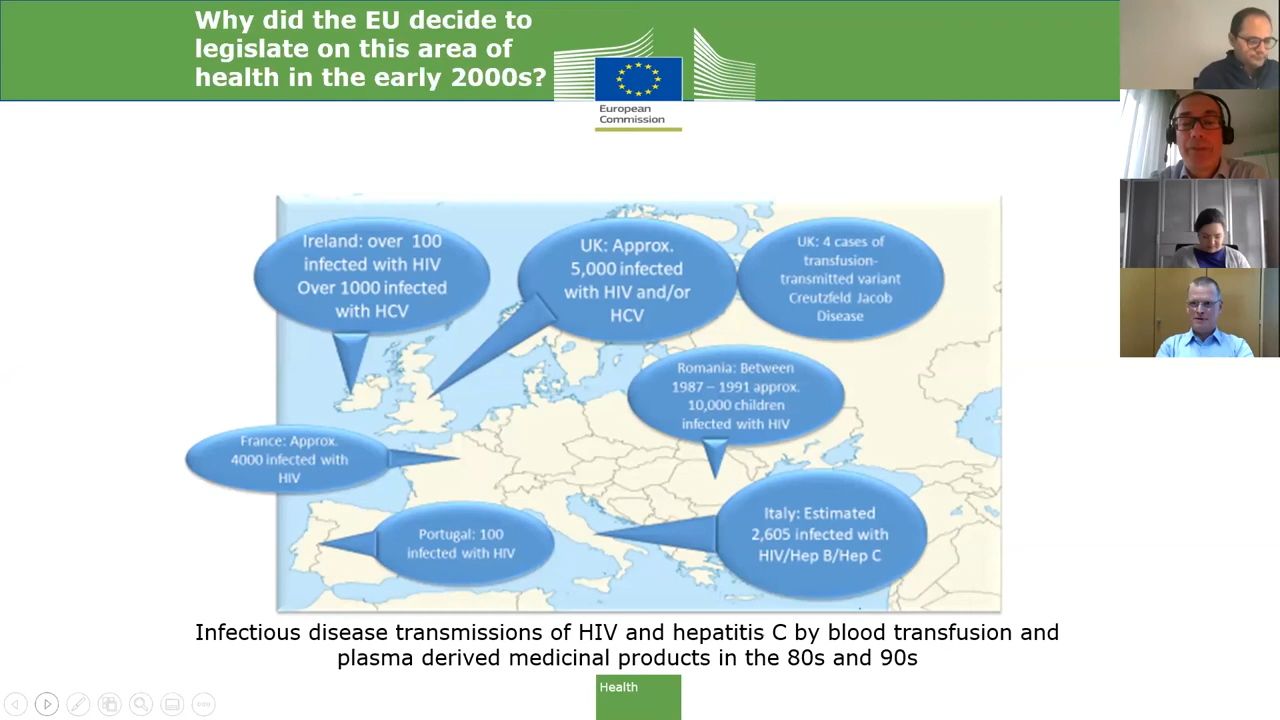 Why did the EU decide to
legislate on this area of
health in the early 2000s?
European
Commission
Ireland: over 100
infected with HIV
Over 1000 infected
with HCV
UK: Approx.
5,000 infected
with HIV and/or
HCV
UK: 4 cases of
transfusion-
transmitted variant
Creutzfeld Jacob
Disease
Romania: Between
1987 – 1991 approx.
10,000 children
infected with HIV
France: Approx.
4000 infected with
HIV
Portugal: 100
infected with HIV
Italy: Estimated
2,605 infected with
HIV/Hep B/Hep C
Infectious disease transmissions of HIV and hepatitis C by blood transfusion and
plasma derived medicinal products in the 80s and 90s
Health